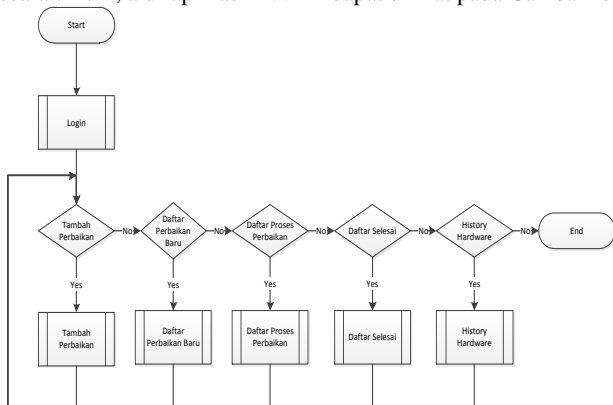 Start
Login
Tambah
Perbaikan
No
Daftar
Perbaikan
Baru
No
Daftar Proses
Perbaikan
No
Daftar Selesai
No
History
Hardware
No
End
Yes
Yes
Yes
Yes
Yes
Tambah
Perbaikan
Daftar
Perbaikan Baru
Daftar Proses
Perbaikan
Daftar Selesai
History
Hardware